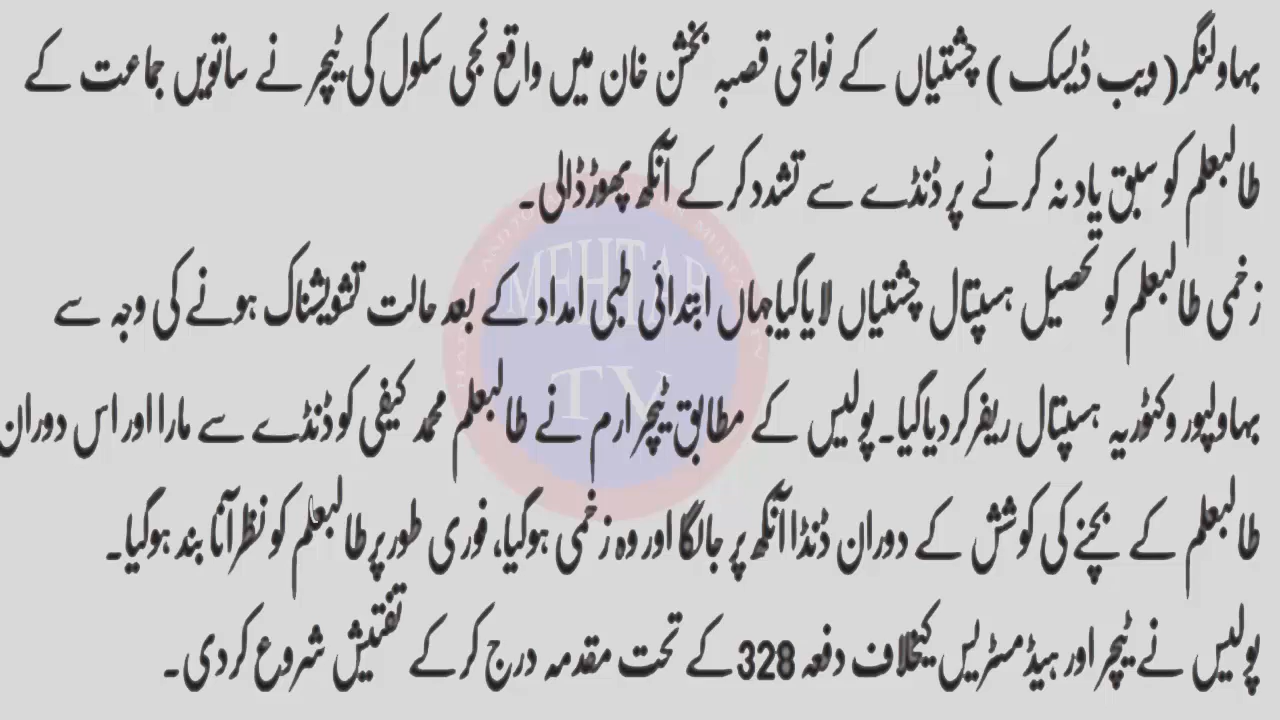 بہاولنگر( ویب ڈیسک ) چشتیاں کے نواحی قصبہ بخشن خان میں واقع نجی سکول کی ٹیچر نے ساتویں جماعت کے
طالبعلم کو سبق یاد نہ کرنے پر ڈنڈے سے تشدد کر کے آنکھ پھوڑ ڈالی۔
زخمی طالبعلم کو تحصیل ہسپتال چشتیاں لایا گیا جہاں ابتدائی طبی امداد کے بعد حالت تشویشناک ہونے کی وجہ سے
بہاولپور وکٹوریہ ہسپتال ریفر کر دیا گیا۔ پولیس کے مطابق ٹیچر ارم نے طالبعلم محمد کیفی کو ڈنڈے سے مارا اور اس دوران
طالبعلم کے بچنے کی کوشش کے دوران ڈنڈا آنکھ پر جا لگا اور وہ زخمی ہو گیا، فوری طور پر طالبعلم کو نظر آنا بند ہو گیا۔
پولیس نے ٹیچر اور ہیڈ مسٹریس کیخلاف دفعہ 328 کے تحت مقدمہ درج کر کے تفتیش شروع کر دی۔
MEHTAR
TV